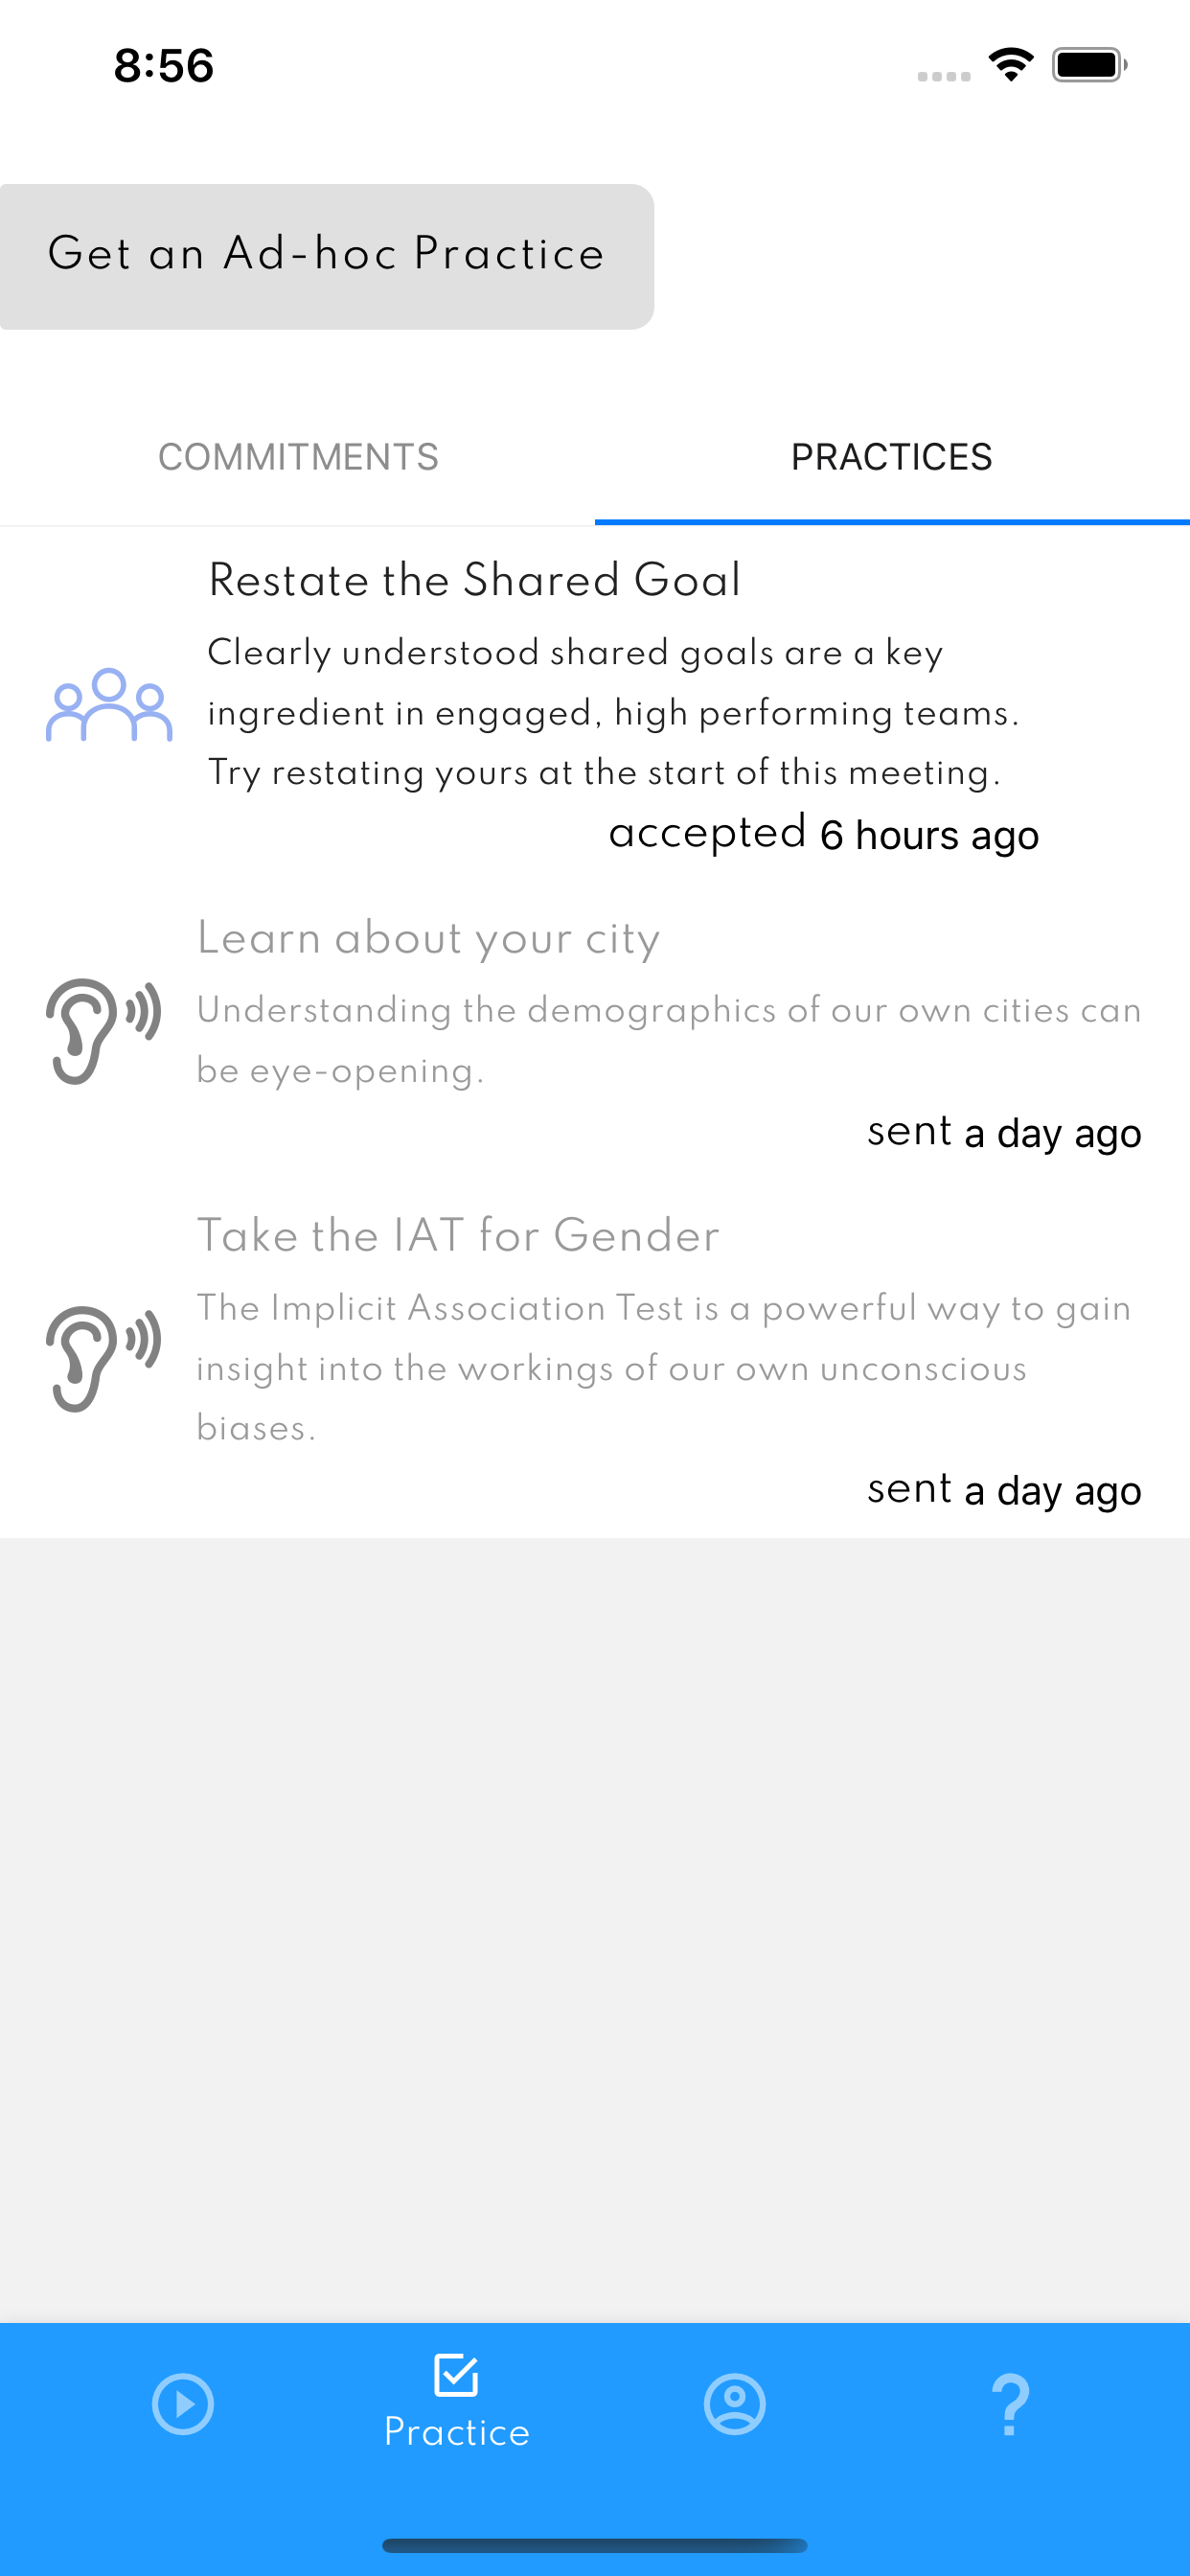 8:56
Get an Ad-hoc Practice
COMMITMENTS
PRACTICES
Restate the Shared Goal
Clearly understood shared goals are a key
ingredient in engaged, high performing teams.
Try restating yours at the start of this meeting.
accepted 6 hours ago
Learn about your city
Understanding the demographics of our own cities can
be eye-opening.
sent a day ago
Take the IAT for Gender
The Implicit Association Test is a powerful way to gain
insight into the workings of our own unconscious
biases.
sent a day ago
Practice
?